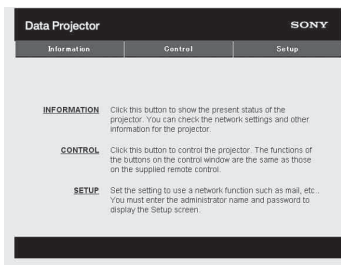 Data Projector SONY
Information Control Setup
INFORMATION Click this button to show the present status of the
projector. You can check the network settings and other
information for the projector.
CONTROL Click this button to control the projector. The functions of
the buttons on the control window are the same as those
on the supplied remote control.
SETUP Set the setting to use a network function such as mail, etc..
You must enter the administrator name and password to
display the Setup screen.